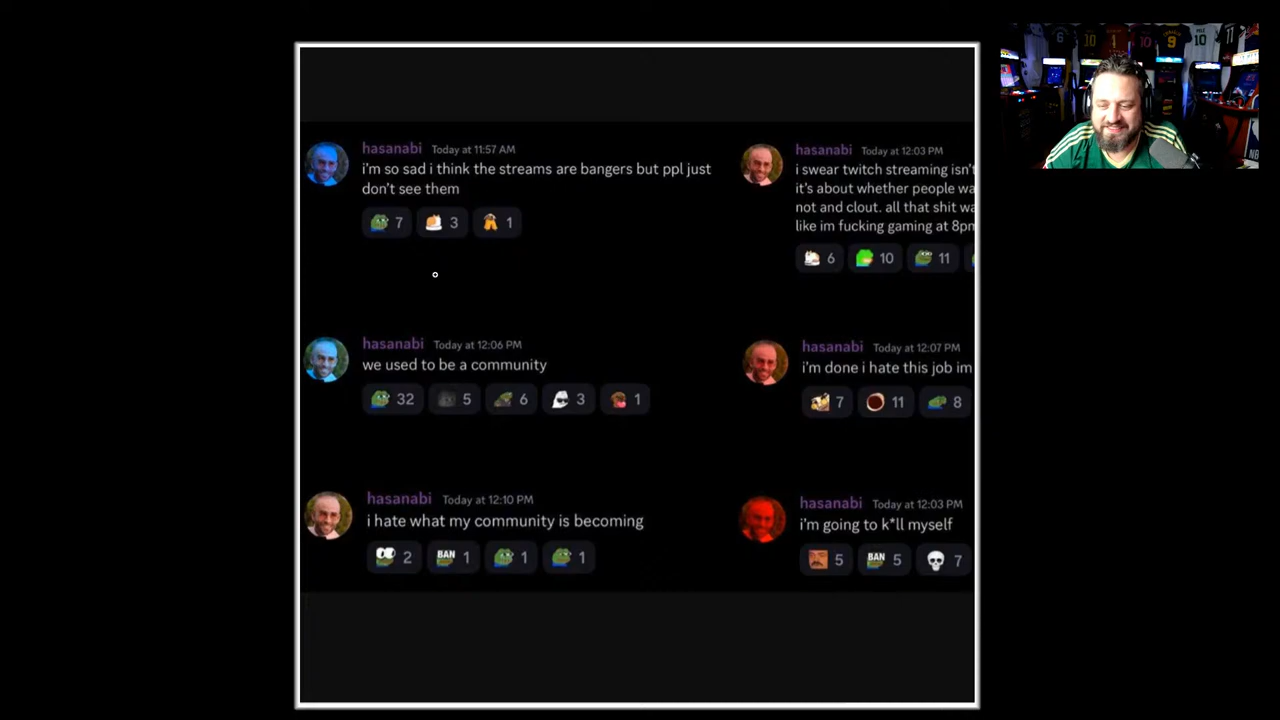 hasanabi Today at 11:57 AM
i'm so sad i think the streams are bangers but ppl just
don't see them
7 3 1
hasanabi Today at 12:03 PM
i swear twitch streaming isn't
it's about whether people wa
not and clout. all that shit wa
like im fucking gaming at 8pm
6 10 11
hasanabi Today at 12:06 PM
we used to be a community
32 5 6 3 1
hasanabi Today at 12:07 PM
i'm done i hate this job im
7 11 8
hasanabi Today at 12:10 PM
i hate what my community is becoming
2 BAN 1 1 1
hasanabi Today at 12:03 PM
i'm going to k*ll myself
5 BAN 5 7